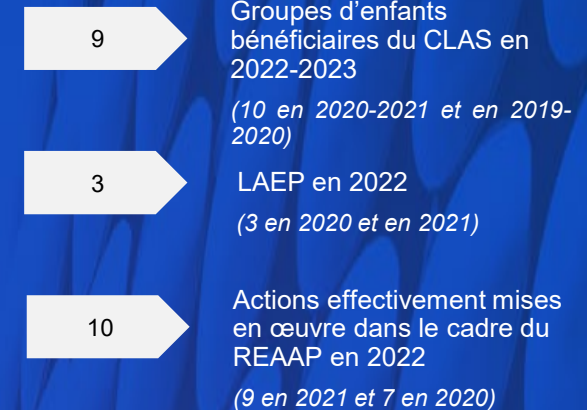 9
Groupes d’enfants
bénéficiaires du CLAS en
2022-2023
(10 en 2020-2021 et en 2019-
2020)
3
LAEP en 2022
(3 en 2020 et en 2021)
10
Actions effectivement mises
en œuvre dans le cadre du
REAAP en 2022
(9 en 2021 et 7 en 2020)